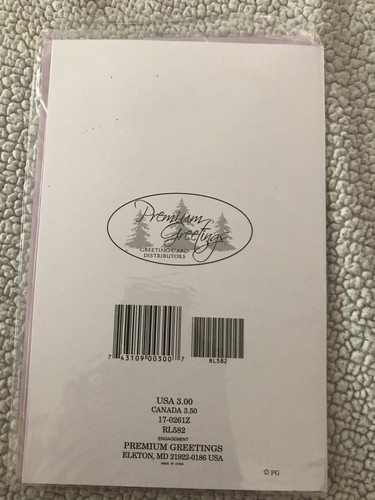 Premium
Greetings
GREETING CARD
DISTRIBUTORS
7 43109 00300 7
RL582
USA 3.00
CANADA 3.50
17-0261Z
RL582
ENGAGEMENT
PREMIUM GREETINGS
ELKTON, MD 21922-0186 USA
MADE IN CHINA
© PG